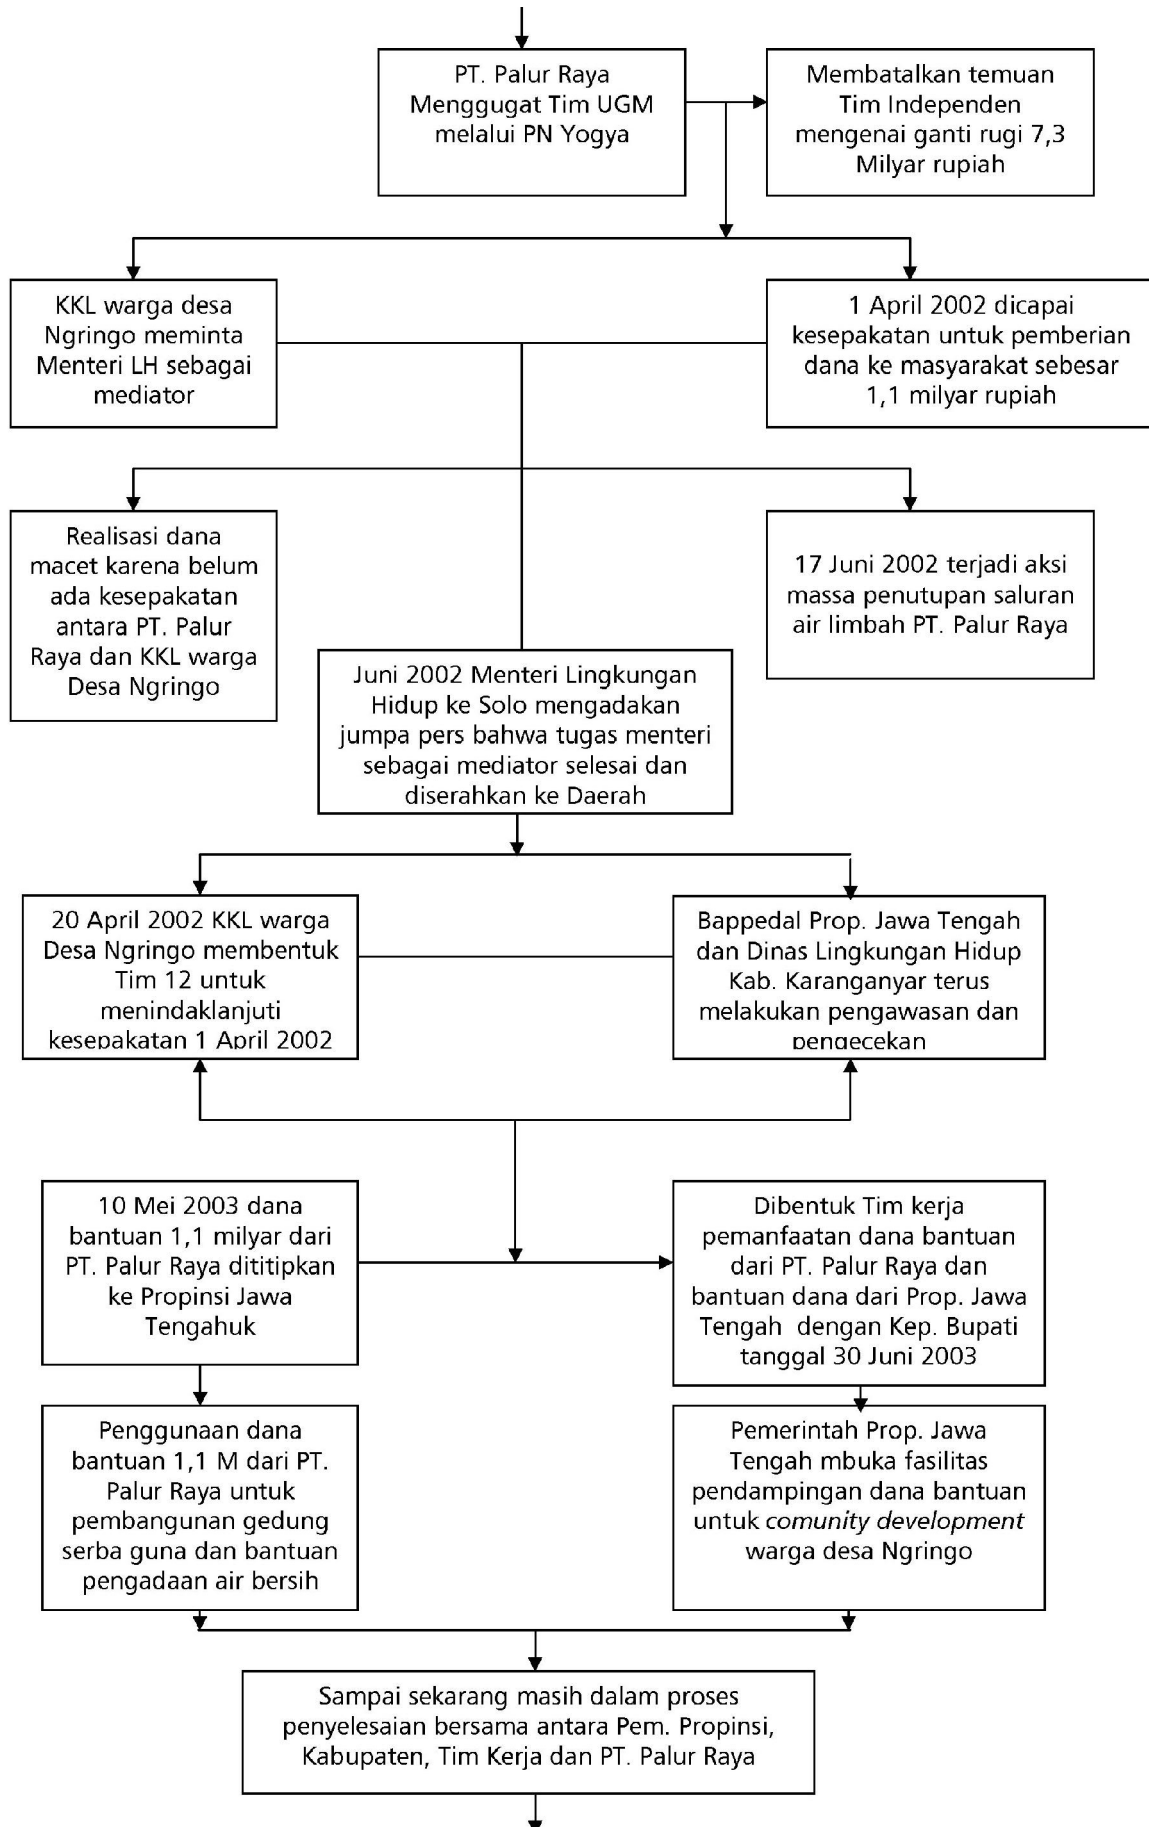 PT. Palur Raya
Menggugat Tim UGM
melalui PN Yogya
Membatalkan temuan
Tim Independen
mengenai ganti rugi 7,3
Milyar rupiah
KKL warga desa
Ngringo meminta
Menteri LH sebagai
mediator
1 April 2002 dicapai
kesepakatan untuk pemberian
dana ke masyarakat sebesar
1,1 milyar rupiah
Realisasi dana
macet karena belum
ada kesepakatan
antara PT. Palur
Raya dan KKL warga
Desa Ngringo
17 Juni 2002 terjadi aksi
massa penutupan saluran
air limbah PT. Palur Raya
Juni 2002 Menteri Lingkungan
Hidup ke Solo mengadakan
jumpa pers bahwa tugas menteri
sebagai mediator selesai dan
diserahkan ke Daerah
20 April 2002 KKL warga
Desa Ngringo membentuk
Tim 12 untuk
menindaklanjuti
kesepakatan 1 April 2002
Bappedal Prop. Jawa Tengah
dan Dinas Lingkungan Hidup
Kab. Karanganyar terus
melakukan pengawasan dan
pengecekan
10 Mei 2003 dana
bantuan 1,1 milyar dari
PT. Palur Raya dititipkan
ke Propinsi Jawa
Tengahuk
Dibentuk Tim kerja
pemanfaatan dana bantuan
dari PT. Palur Raya dan
bantuan dana dari Prop. Jawa
Tengah dengan Kep. Bupati
tanggal 30 Juni 2003
Penggunaan dana
bantuan 1,1 M dari PT.
Palur Raya untuk
pembangunan gedung
serba guna dan bantuan
pengadaan air bersih
Pemerintah Prop. Jawa
Tengah mbuka fasilitas
pendampingan dana bantuan
untuk comunity development
warga desa Ngringo
Sampai sekarang masih dalam proses
penyelesaian bersama antara Pem. Propinsi,
Kabupaten, Tim Kerja dan PT. Palur Raya